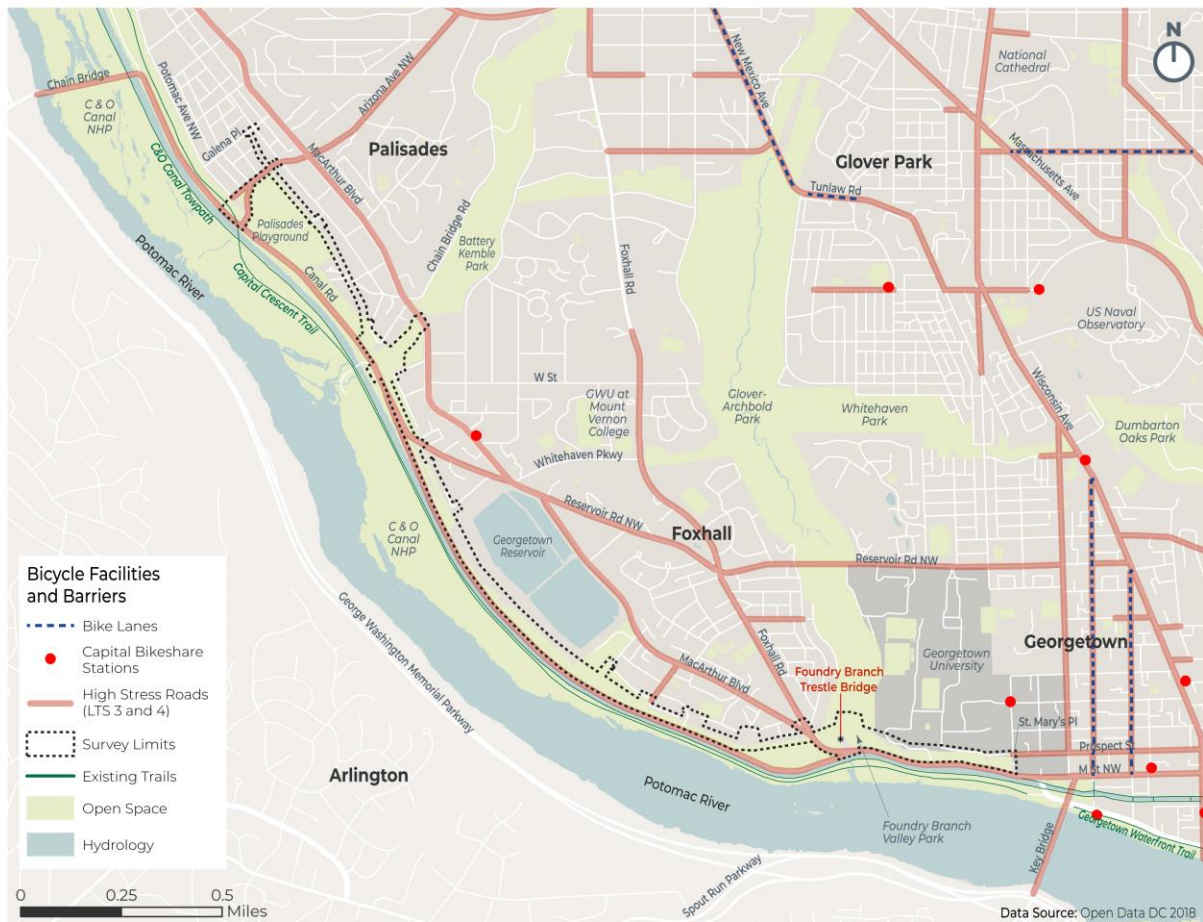 N
National
Cathedral
New Mexico Ave
Arizona Ave NW
Chain Bridge
Potomac Ave NW
C & O
Canal
NHP
Galena Pl
MacArthur Blvd
Palisades
Glover Park
Massachusetts Ave
Tunlaw Rd
C&O Canal Towpath
Palisades
Playground
Chain Bridge Rd
Battery
Kemble
Park
Foxhall Rd
Potomac River
Canal Rd
Capital Crescent Trail
US Naval
Observatory
W St
GWU at
Mount
Vernon
College
Glover-
Archbold
Park
Whitehaven
Park
Wisconsin Ave
Dumbarton
Oaks Park
Whitehaven Pkwy
Reservoir Rd NW
C & O
Canal
NHP
Georgetown
Reservoir
Foxhall
Reservoir Rd NW
George Washington Memorial Parkway
Foxhall Rd
MacArthur Blvd
Georgetown
Georgetown
University
Foundry Branch
Trestle Bridge
St. Mary's Pl
Prospect St
M St NW
Arlington
Potomac River
Foundry Branch
Valley Park
Key Bridge
Georgetown Waterfront Trail
Spout Run Parkway
Bicycle Facilities
and Barriers
Bike Lanes
Capital Bikeshare
Stations
High Stress Roads
(LTS 3 and 4)
Survey Limits
Existing Trails
Open Space
Hydrology
0 0.25 0.5
Miles
Data Source: Open Data DC 2018